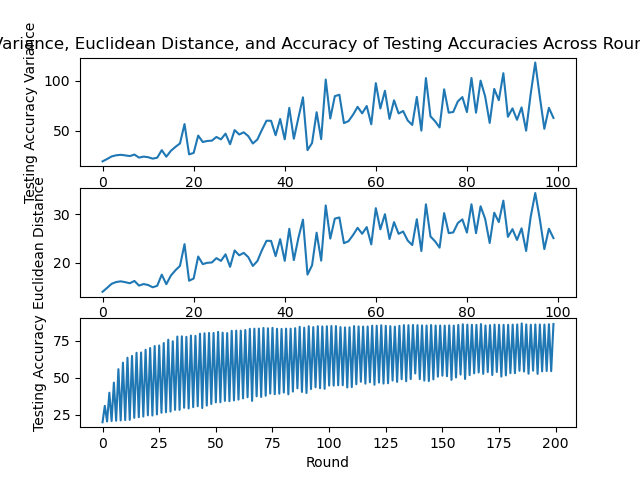 Variance, Euclidean Distance, and Accuracy of Testing Accuracies Across Rour
Testing Accuracy Variance
100
50
0 20 40 60 80 100
Testing Accuracy Euclidean Distance
30
20
0 20 40 60 80 100
Testing Accuracy
75
50
25
0 25 50 75 100 125 150 175 200
Round